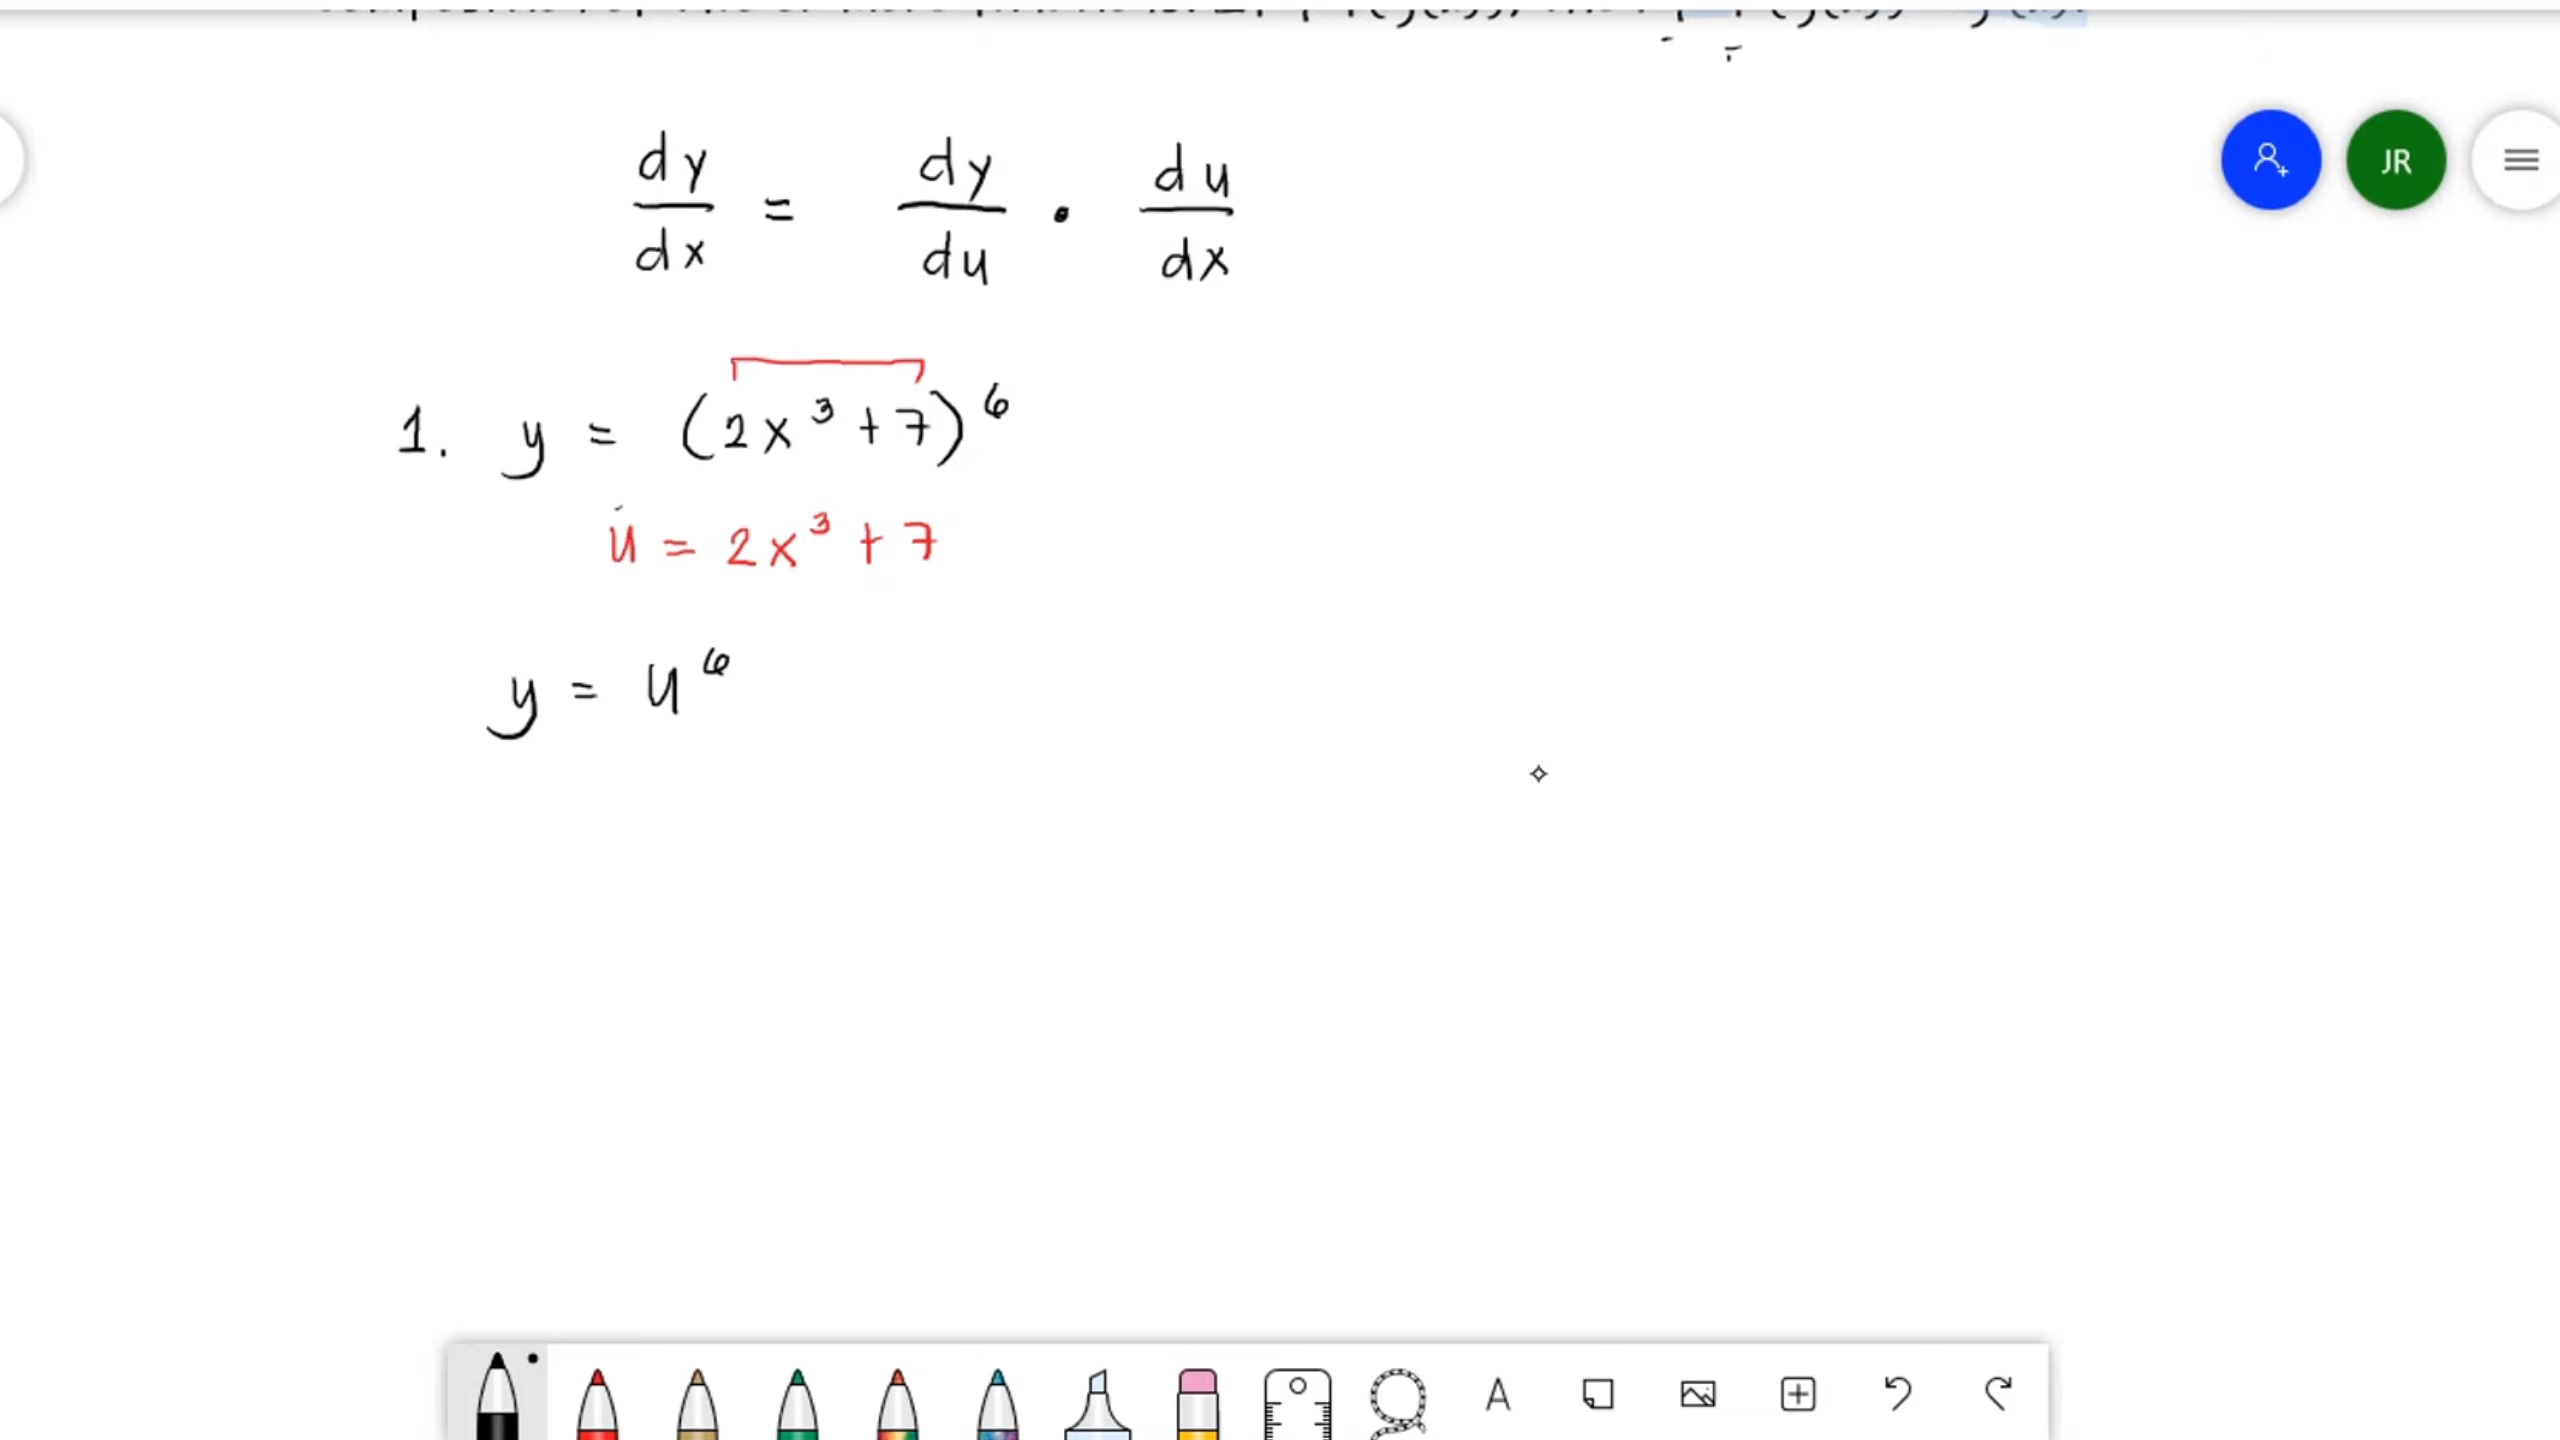 JR
dy/dx = dy/du · du/dx
1. y = (2x³ + 7)⁶
u = 2x³ + 7
y = u⁶
A